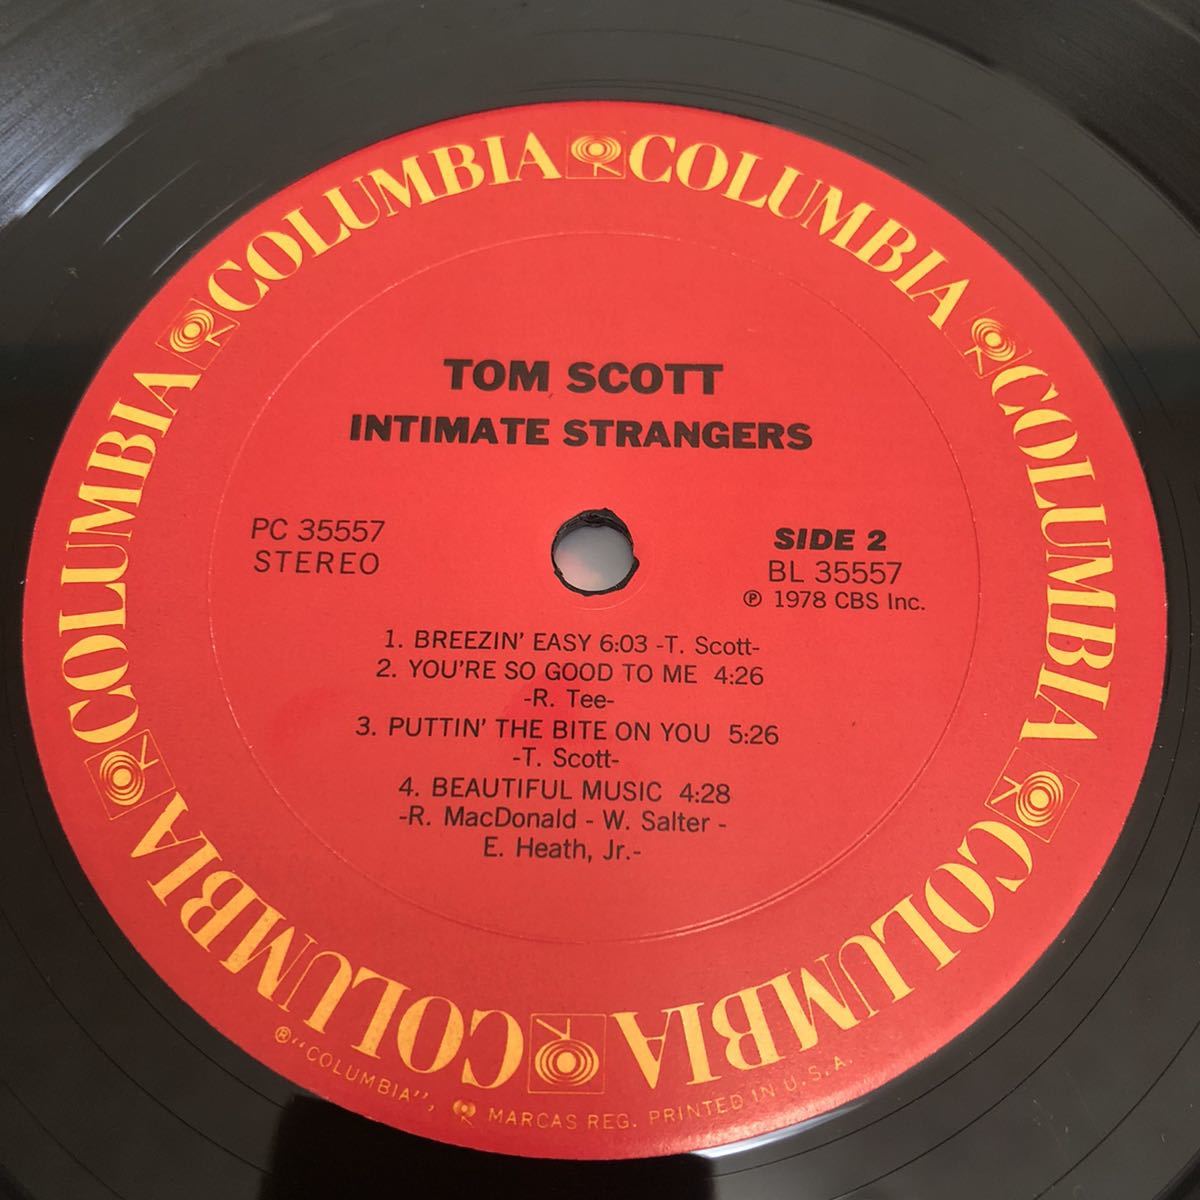 COLUMBIA COLUMBIA COLUMBIA COLUMBIA COLUMBIA COLUMBIA COLUMBIA
TOM SCOTT
INTIMATE STRANGERS
PC 35557
STEREO
SIDE 2
BL 35557
℗ 1978 CBS Inc.
1. BREEZIN' EASY 6:03 -T. Scott-
2. YOU'RE SO GOOD TO ME 4:26
-R. Tee-
3. PUTTIN' THE BITE ON YOU 5:26
-T. Scott-
4. BEAUTIFUL MUSIC 4:28
-R. MacDonald - W. Salter -
E. Heath, Jr.-
® "COLUMBIA", MARCAS REG. PRINTED IN U.S.A.